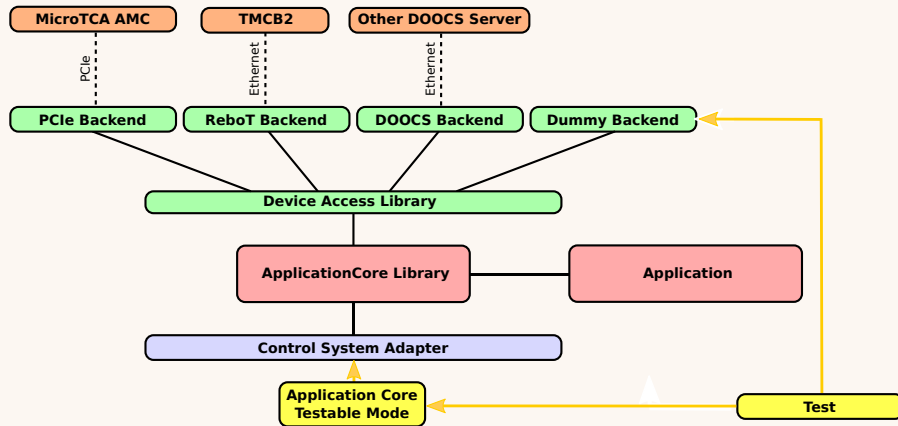 MicroTCA AMC
TMCB2
Other DOOCS Server
PCIe
Ethernet
Ethernet
PCIe Backend
ReboT Backend
DOOCS Backend
Dummy Backend
Device Access Library
ApplicationCore Library
Application
Control System Adapter
Application Core
Testable Mode
Test